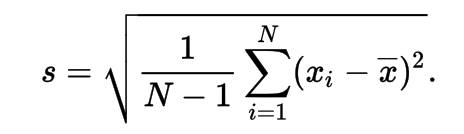 $s = \sqrt{\frac{1}{N-1} \sum_{i=1}^{N} (x_i - \overline{x})^2}.$